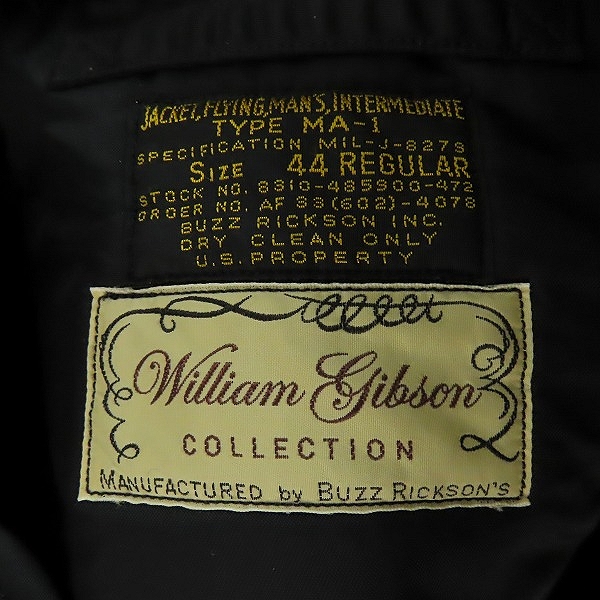 JACKET, FLYING, MAN'S, INTERMEDIATE
TYPE MA-1
SPECIFICATION MIL-J-8279
SIZE 44 REGULAR
STOCK NO. 8310-485900-472
ORDER NO. AF 33(602)-4078
BUZZ RICKSON INC.
DRY CLEAN ONLY
U.S. PROPERTY
William Gibson
COLLECTION
MANUFACTURED by BUZZ RICKSON'S